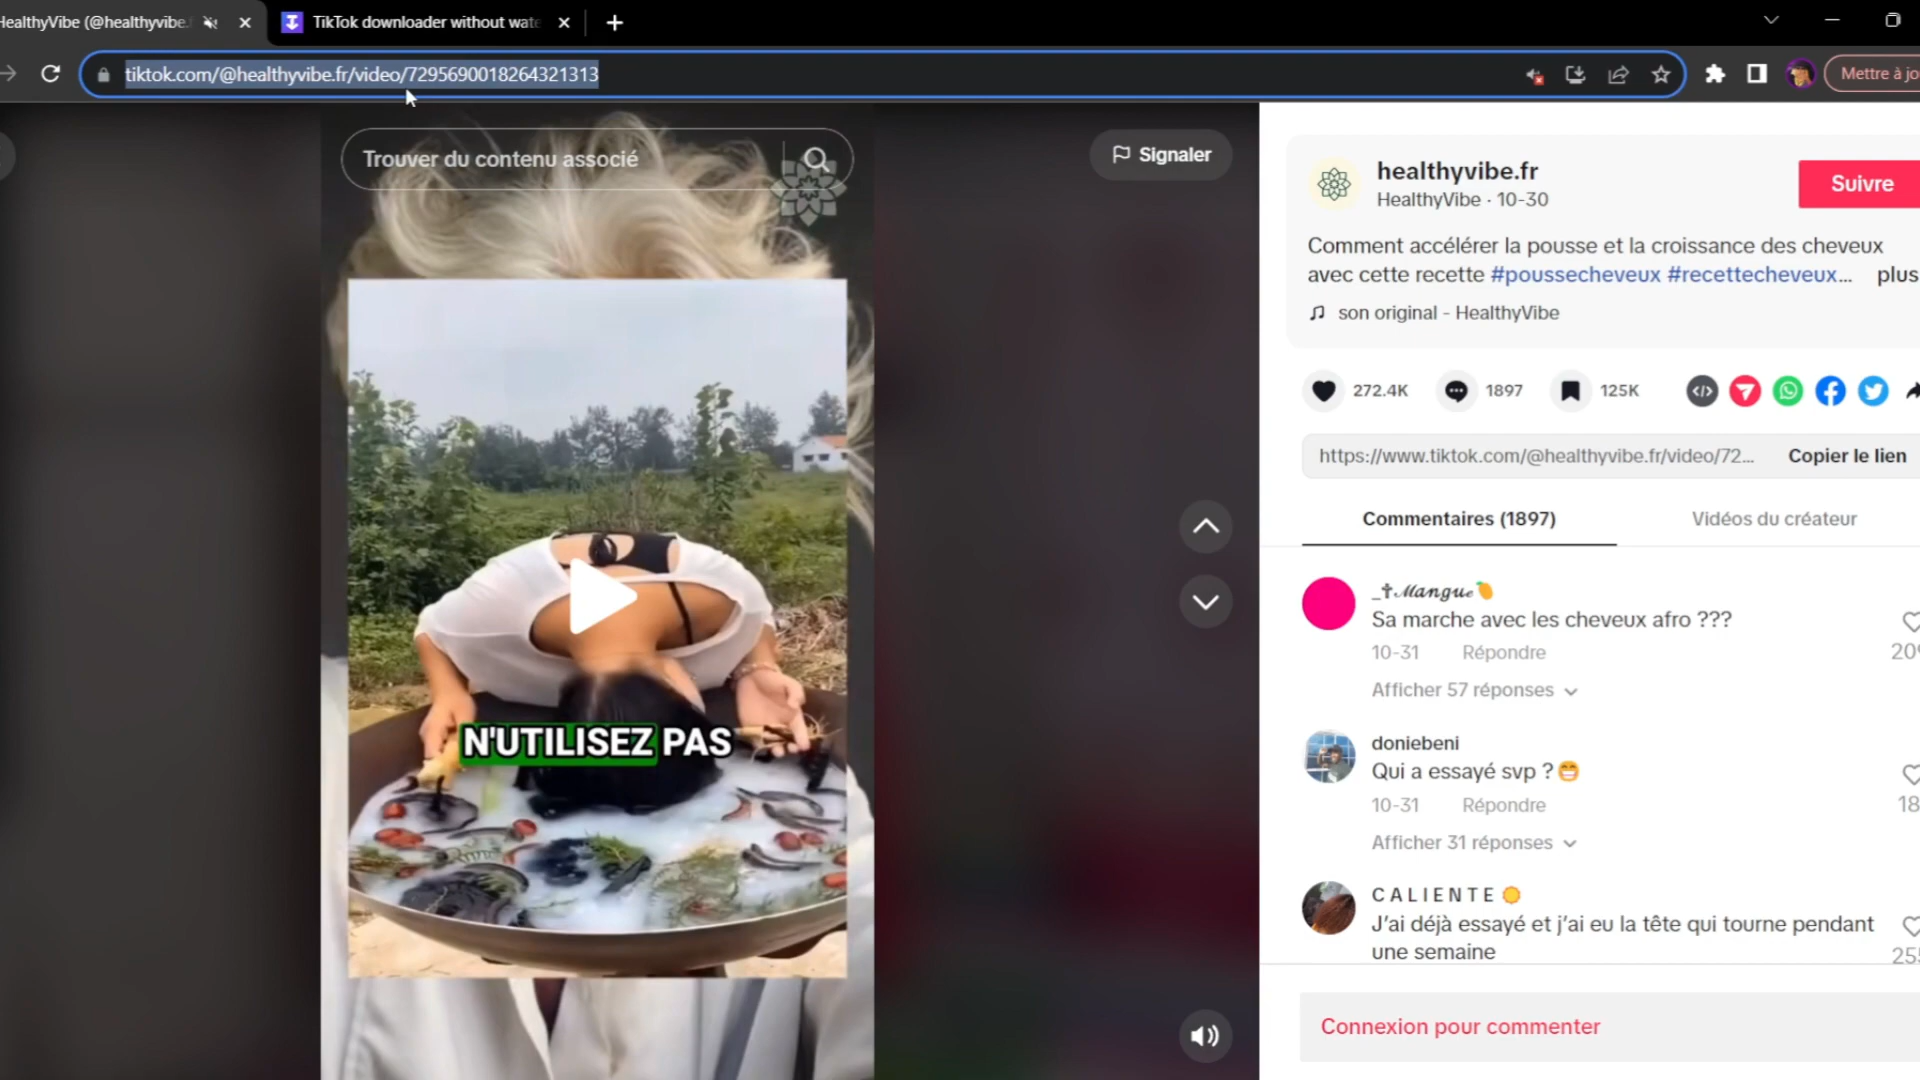 HealthyVibe (@healthyvibe.
TikTok downloader without wate
tiktok.com/@healthyvibe.fr/video/7295690018264321313
Mettre à jo
Trouver du contenu associé
Signaler
N'UTILISEZ PAS
healthyvibe.fr
HealthyVibe · 10-30
Suivre
Comment accélérer la pousse et la croissance des cheveux
avec cette recette #poussecheveux #recettecheveux... plus
son original - HealthyVibe
272.4K
1897
125K
https://www.tiktok.com/@healthyvibe.fr/video/72... Copier le lien
Commentaires (1897)
Vidéos du créateur
_✝𝓜𝓪𝓷𝓰𝓾𝓮🥭
Sa marche avec les cheveux afro ???
10-31 Répondre
209
Afficher 57 réponses
doniebeni
Qui a essayé svp ?😁
10-31 Répondre
18
Afficher 31 réponses
C A L I E N T E 🌞
J'ai déjà essayé et j'ai eu la tête qui tourne pendant
une semaine
255
Connexion pour commenter